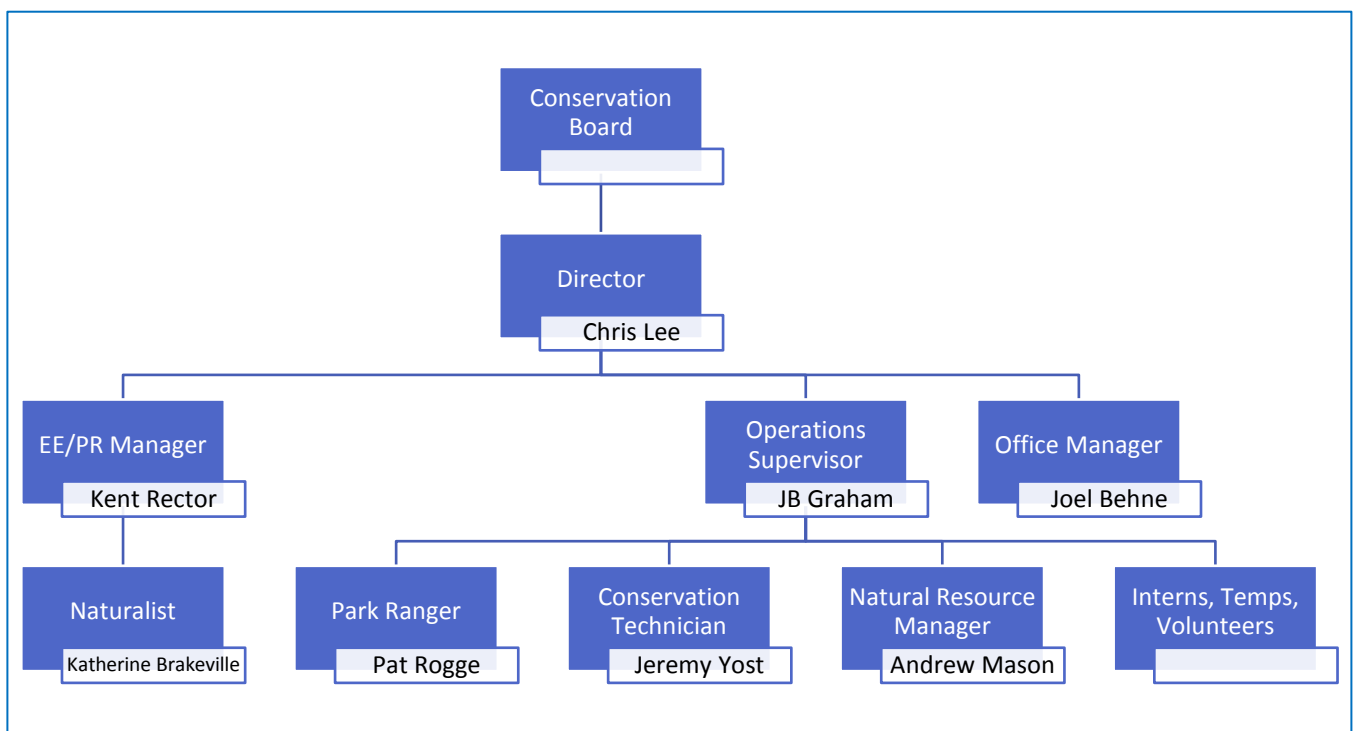 Conservation
Board
Director
Chris Lee
EE/PR Manager
Kent Rector
Operations
Supervisor
JB Graham
Office Manager
Joel Behne
Naturalist
Katherine Brakeville
Park Ranger
Pat Rogge
Conservation
Technician
Jeremy Yost
Natural Resource
Manager
Andrew Mason
Interns, Temps,
Volunteers